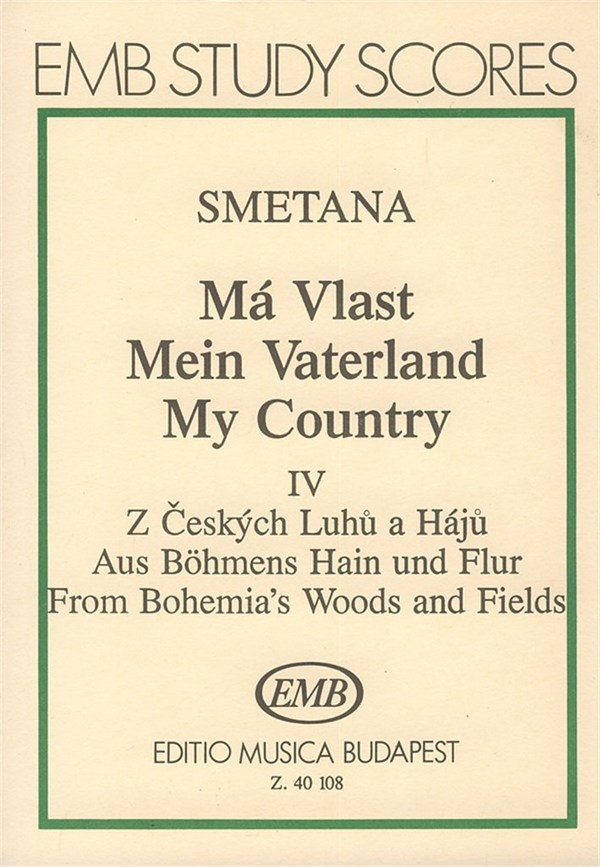 EMB STUDY SCORES
SMETANA
Má Vlast
Mein Vaterland
My Country
IV
Z Českých Luhů a Hájů
Aus Böhmens Hain und Flur
From Bohemia's Woods and Fields
EMB
EDITIO MUSICA BUDAPEST
Z. 40 108